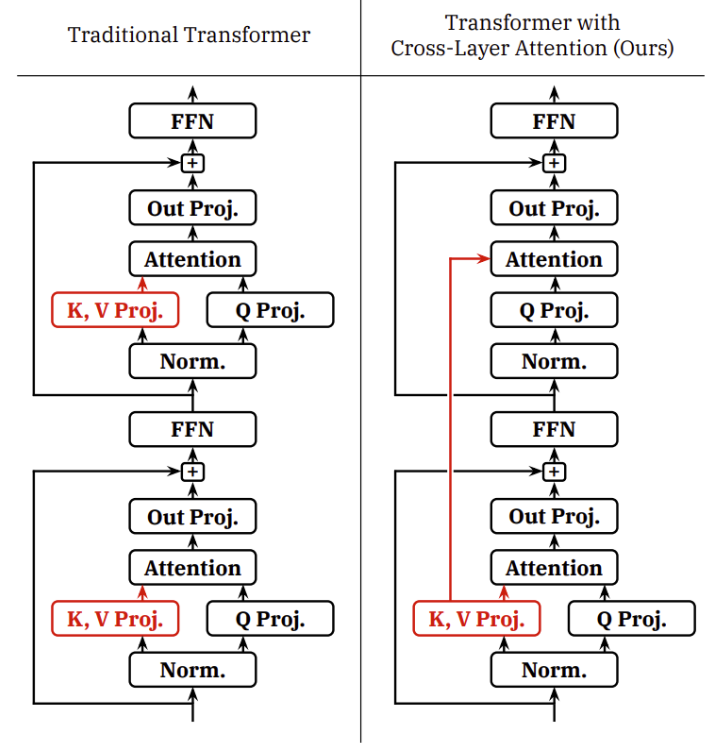 Traditional Transformer
FFN
+
Out Proj.
Attention
K, V Proj.
Q Proj.
Norm.
FFN
+
Out Proj.
Attention
K, V Proj.
Q Proj.
Norm.
Transformer with
Cross-Layer Attention (Ours)
FFN
+
Out Proj.
Attention
Q Proj.
Norm.
FFN
+
Out Proj.
Attention
K, V Proj.
Q Proj.
Norm.